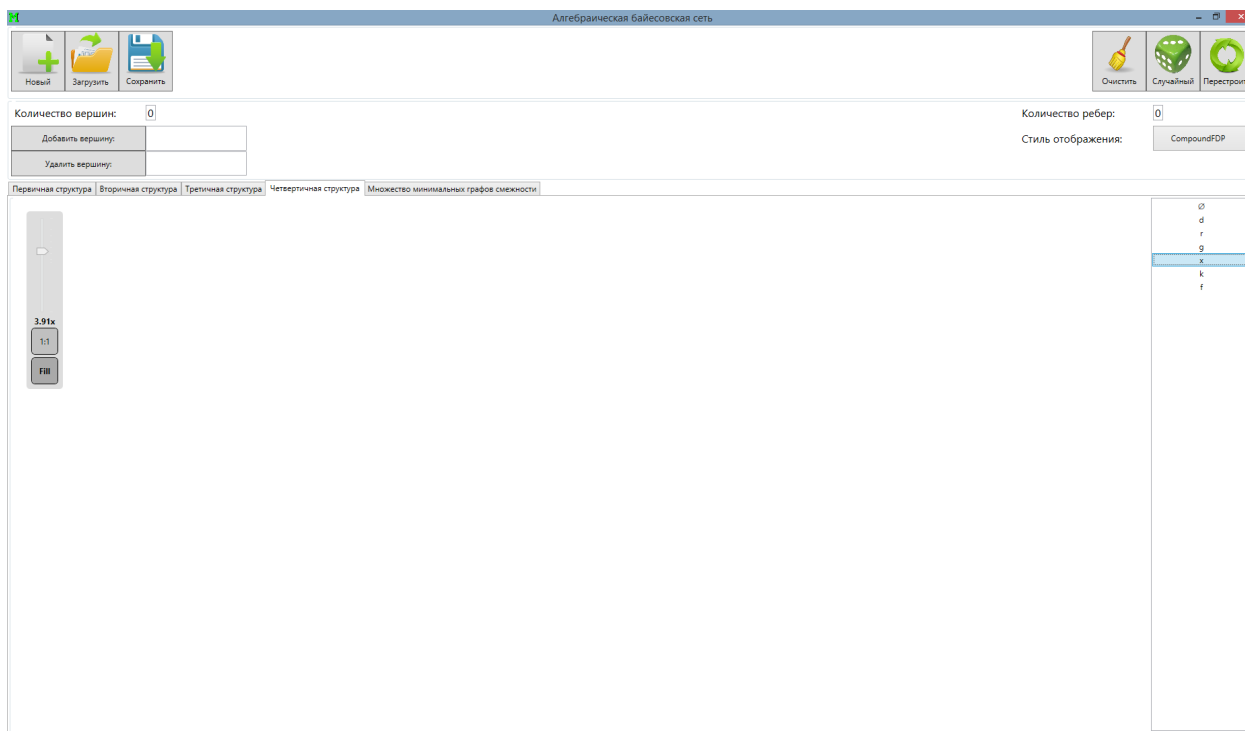 Алгебраическая байесовская сеть
Новый Загрузить Сохранить Очистить Случайный Перестроит
Количество вершин: 0 Количество ребер: 0
Добавить вершину: Стиль отображения: CompoundFDP
Удалить вершину:
Первичная структура Вторичная структура Третичная структура Четвертичная структура Множество минимальных графов смежности
∅
d
r
g
x
k
f
3.91x
1:1
Fill